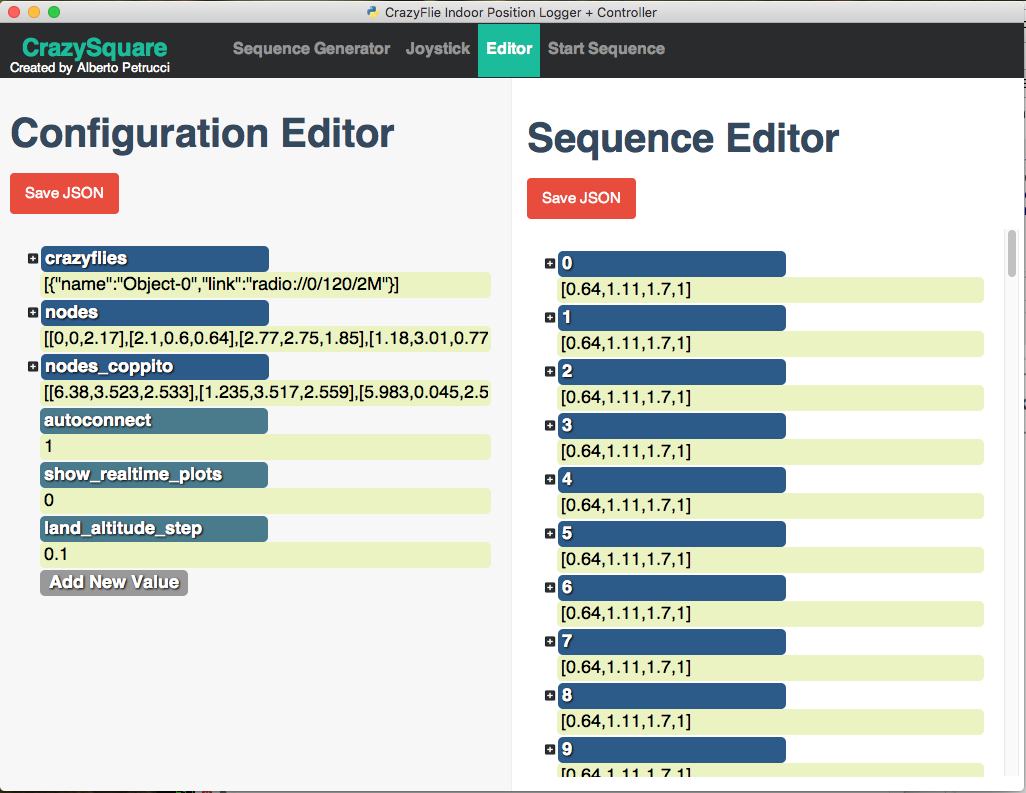 CrazyFlie Indoor Position Logger + Controller
CrazySquare
Created by Alberto Petrucci
Sequence Generator
Joystick
Editor
Start Sequence
Configuration Editor
Save JSON
crazyflies
[{"name":"Object-0","link":"radio://0/120/2M"}]
nodes
[[0,0,2.17],[2.1,0.6,0.64],[2.77,2.75,1.85],[1.18,3.01,0.77
nodes_coppito
[[6.38,3.523,2.533],[1.235,3.517,2.559],[5.983,0.045,2.5
autoconnect
1
show_realtime_plots
0
land_altitude_step
0.1
Add New Value
Sequence Editor
Save JSON
0
[0.64,1.11,1.7,1]
1
[0.64,1.11,1.7,1]
2
[0.64,1.11,1.7,1]
3
[0.64,1.11,1.7,1]
4
[0.64,1.11,1.7,1]
5
[0.64,1.11,1.7,1]
6
[0.64,1.11,1.7,1]
7
[0.64,1.11,1.7,1]
8
[0.64,1.11,1.7,1]
9
[0.64,1.11,1.7,1]